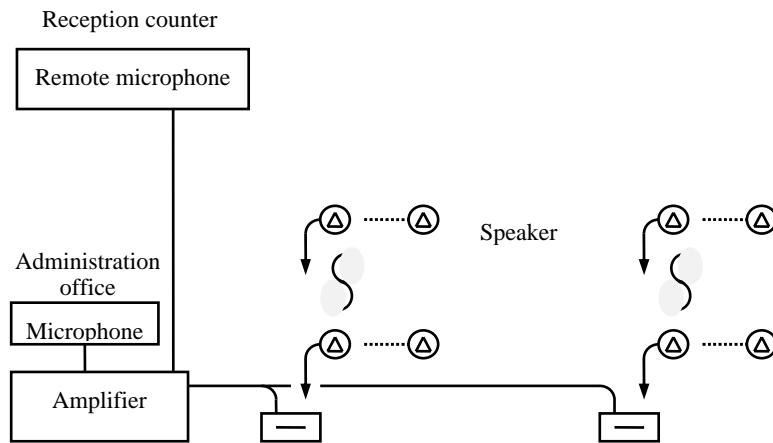 Reception counter
Remote microphone
Speaker
Administration
office
Microphone
Amplifier